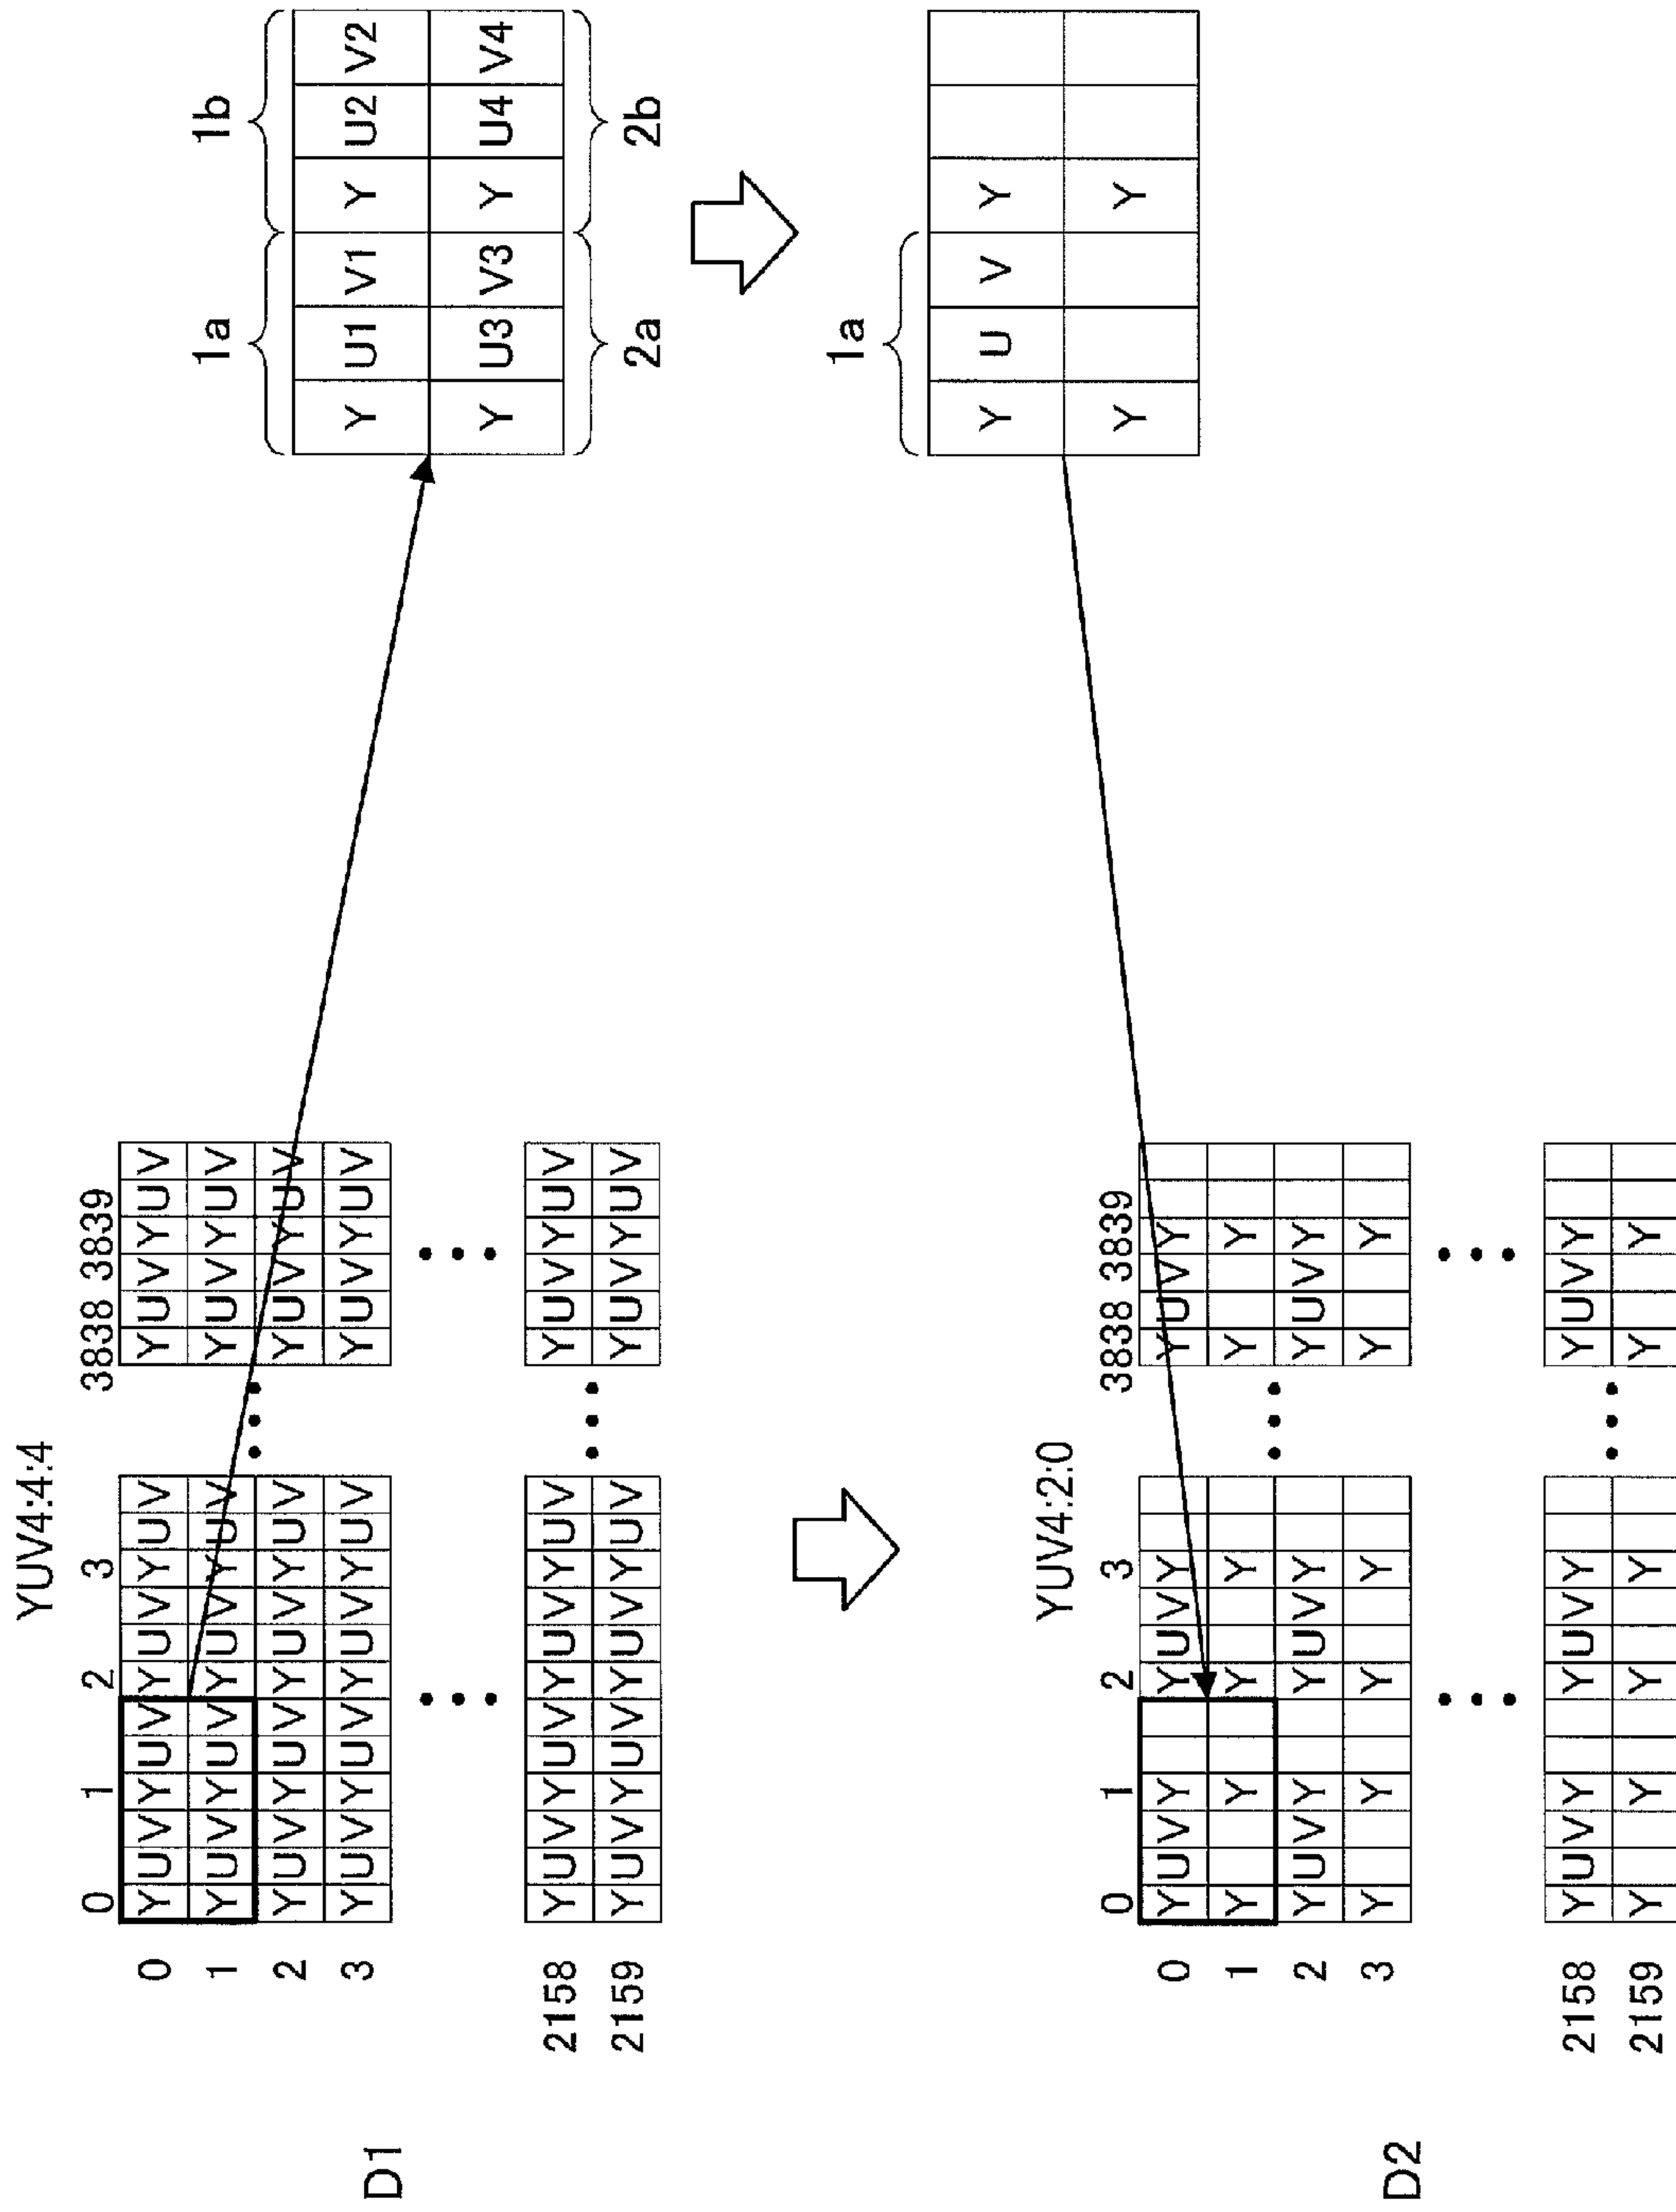 YUV4:4:4
0 1 2 3 3838 3839
0 Y U V Y U V Y U V Y U V Y U V Y U V
1 Y U V Y U V Y U V Y U V Y U V Y U V
2 Y U V Y U V Y U V Y U V Y U V Y U V
3 Y U V Y U V Y U V Y U V Y U V Y U V
2158 Y U V Y U V Y U V Y U V Y U V Y U V
2159 Y U V Y U V Y U V Y U V Y U V Y U V
D1
1a 1b
Y U1 V1 Y U2 V2
Y U3 V3 Y U4 V4
2a 2b
1a
Y U V Y
Y Y
YUV4:2:0
0 1 2 3 3838 3839
0 Y U V Y Y U V Y Y U V Y
1 Y Y Y Y Y Y
2 Y U V Y Y U V Y Y U V Y
3 Y Y Y Y Y Y
2158 Y U V Y Y U V Y Y U V Y
2159 Y Y Y Y Y Y
D2